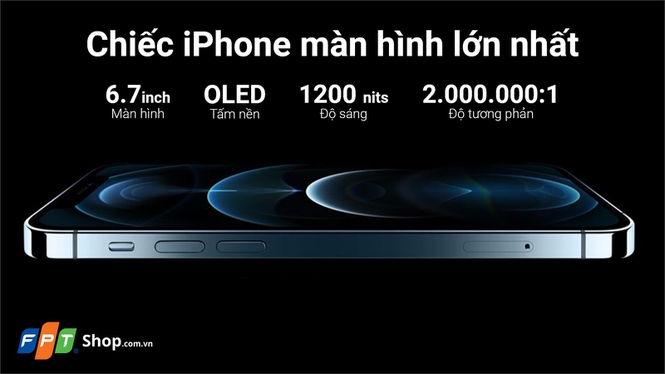 Chiếc iPhone màn hình lớn nhất
6.7inch OLED 1200 nits 2.000.000:1
Màn hình Tấm nền Độ sáng Độ tương phản
FPT Shop.com.vn